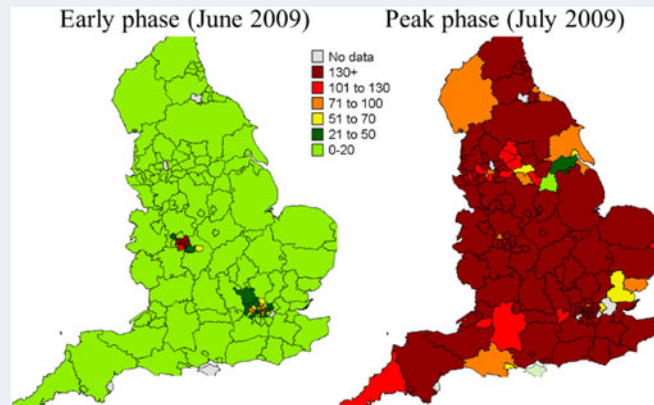 Early phase (June 2009)
Peak phase (July 2009)
No data
130+
101 to 130
71 to 100
51 to 70
21 to 50
0-20